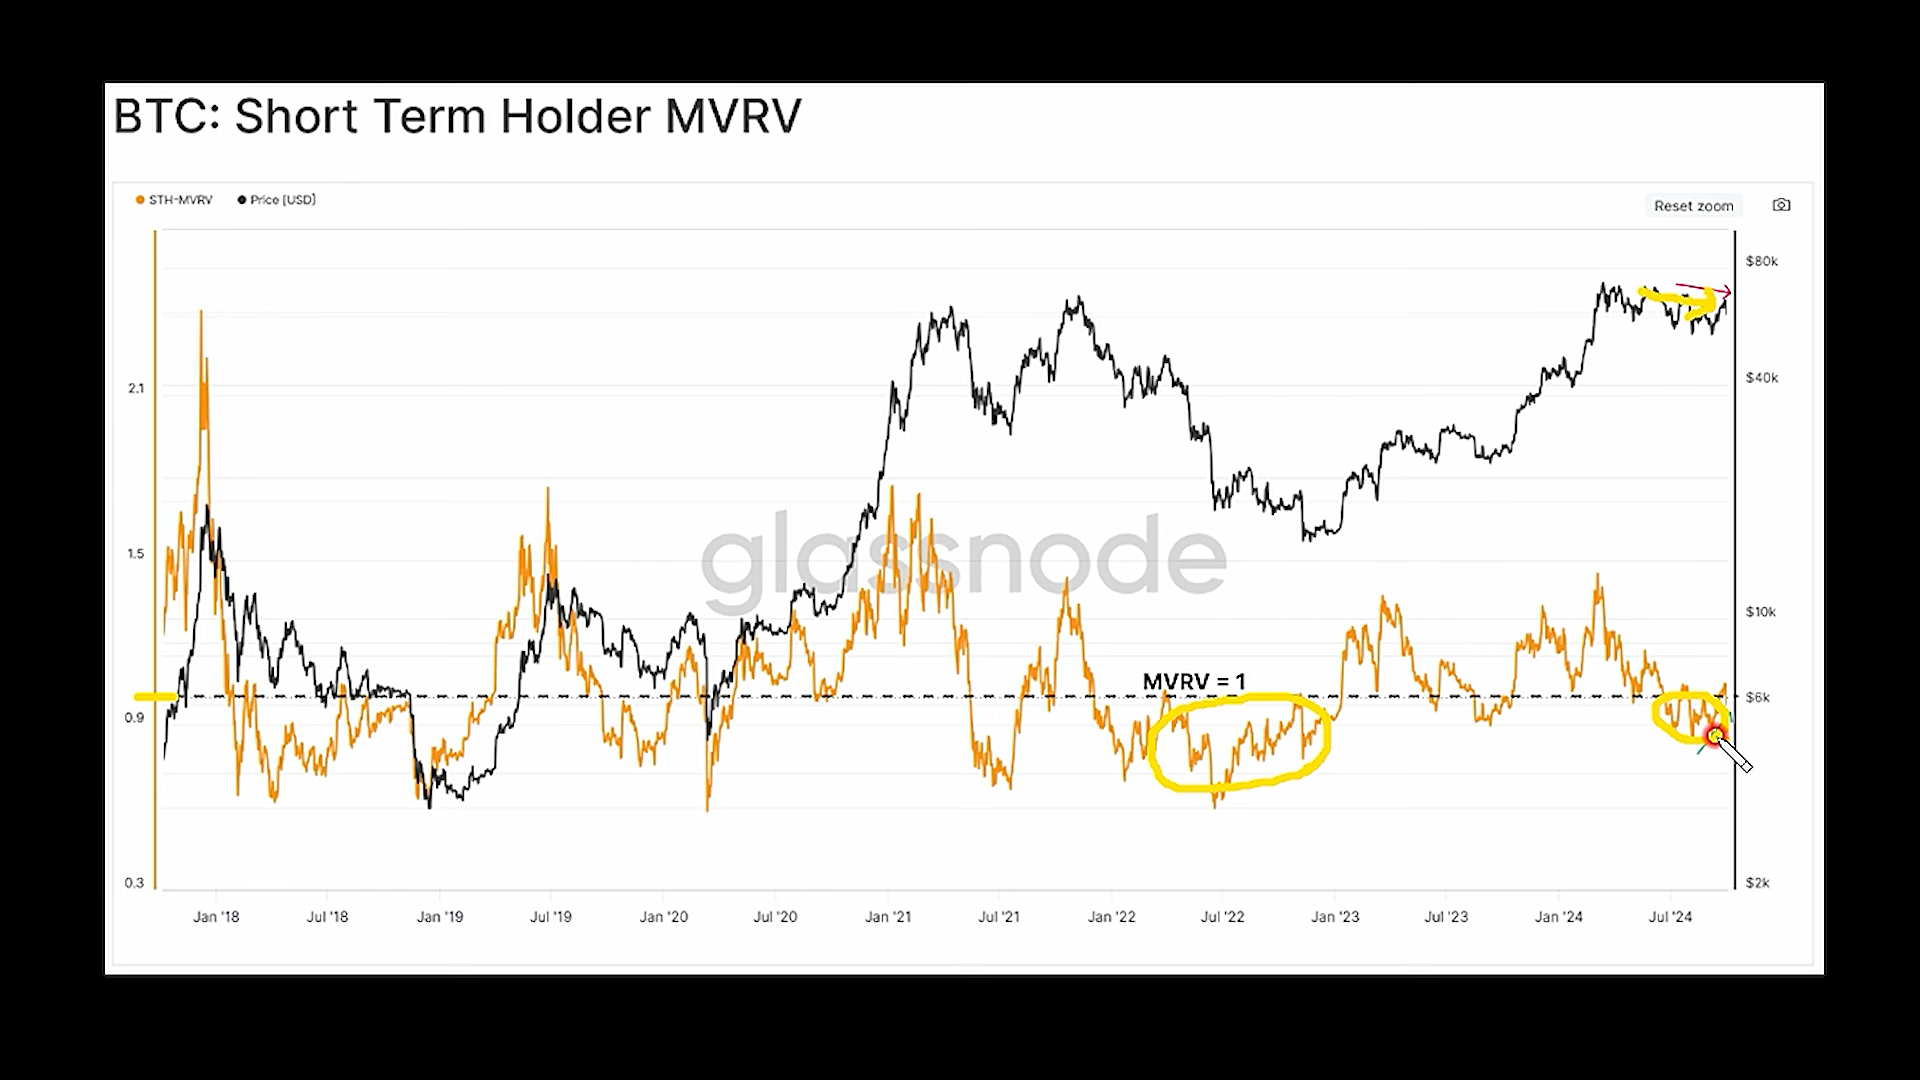 BTC: Short Term Holder MVRV
STH-MVRV Price [USD]
Reset zoom
$80k
2.1
$40k
1.5
glassnode
$10k
MVRV = 1
0.9
$6k
0.3
$2k
Jan '18 Jul '18 Jan '19 Jul '19 Jan '20 Jul '20 Jan '21 Jul '21 Jan '22 Jul '22 Jan '23 Jul '23 Jan '24 Jul '24